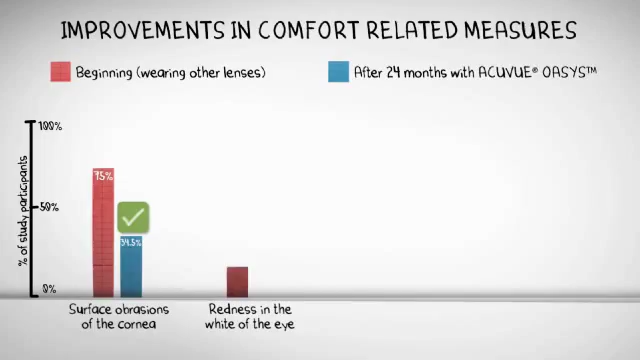 IMPROVEMENTS IN COMFORT RELATED MEASURES
Beginning (wearing other lenses)
After 24 months with ACUVUE® OASYS™
100%
75%
50%
34.5%
0%
% of study participants
Surface abrasions
of the cornea
Redness in the
white of the eye